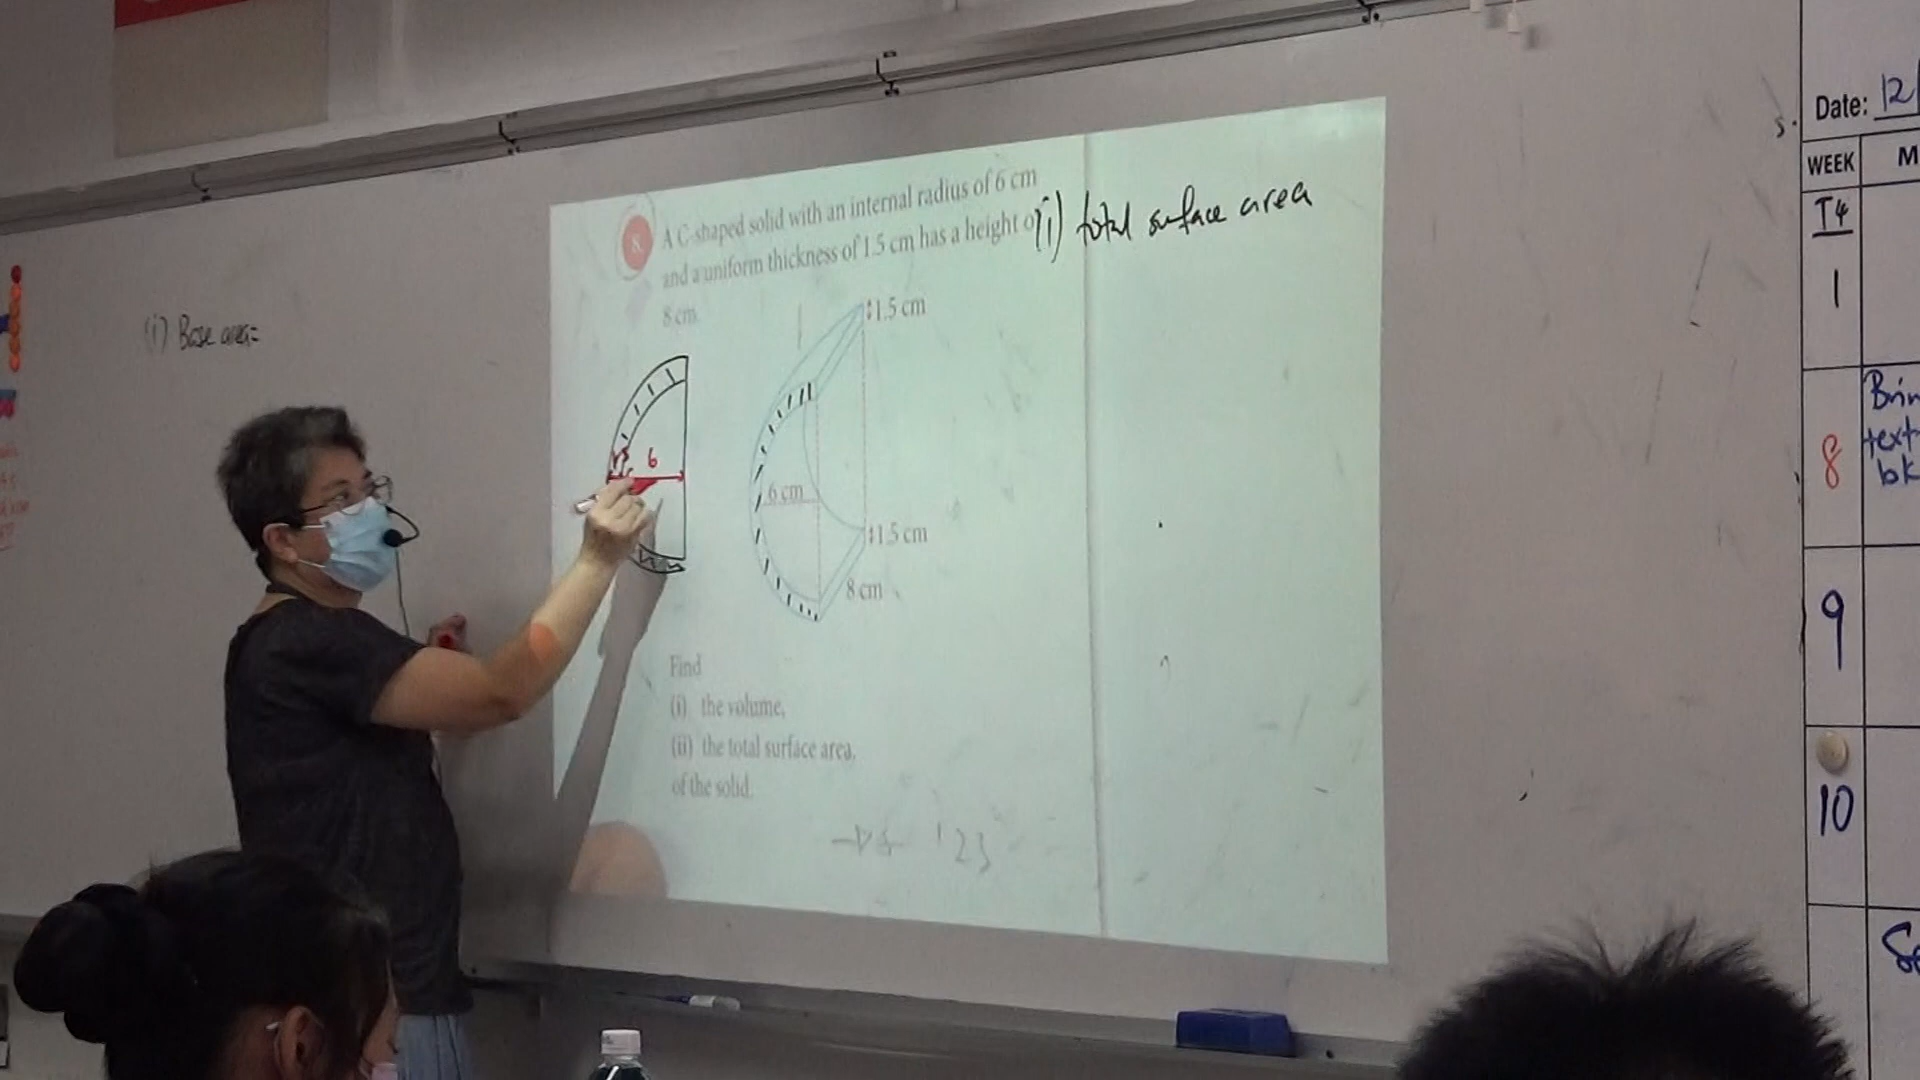 8.
A C-shaped solid with an internal radius of 6 cm
and a uniform thickness of 1.5 cm has a height of
8 cm.
(i) total surface area
(i) Base area=
1.5 cm
6
6 cm
1.5 cm
8 cm
Find
(i) the volume,
(ii) the total surface area,
of the solid.
123
Date: 12/
WEEK M
T4
1
8
text
bk
9
10